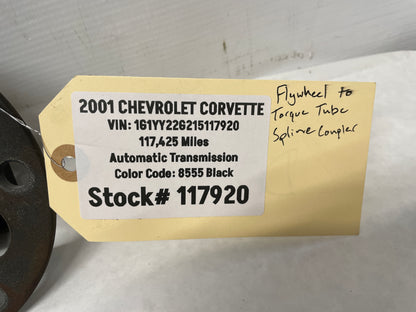 2001 CHEVROLET CORVETTE
VIN: 1G1YY22G215117920
117,425 Miles
Automatic Transmission
Color Code: 8555 Black
Stock# 117920
Flywheel to
Torque Tube
Spline Coupler